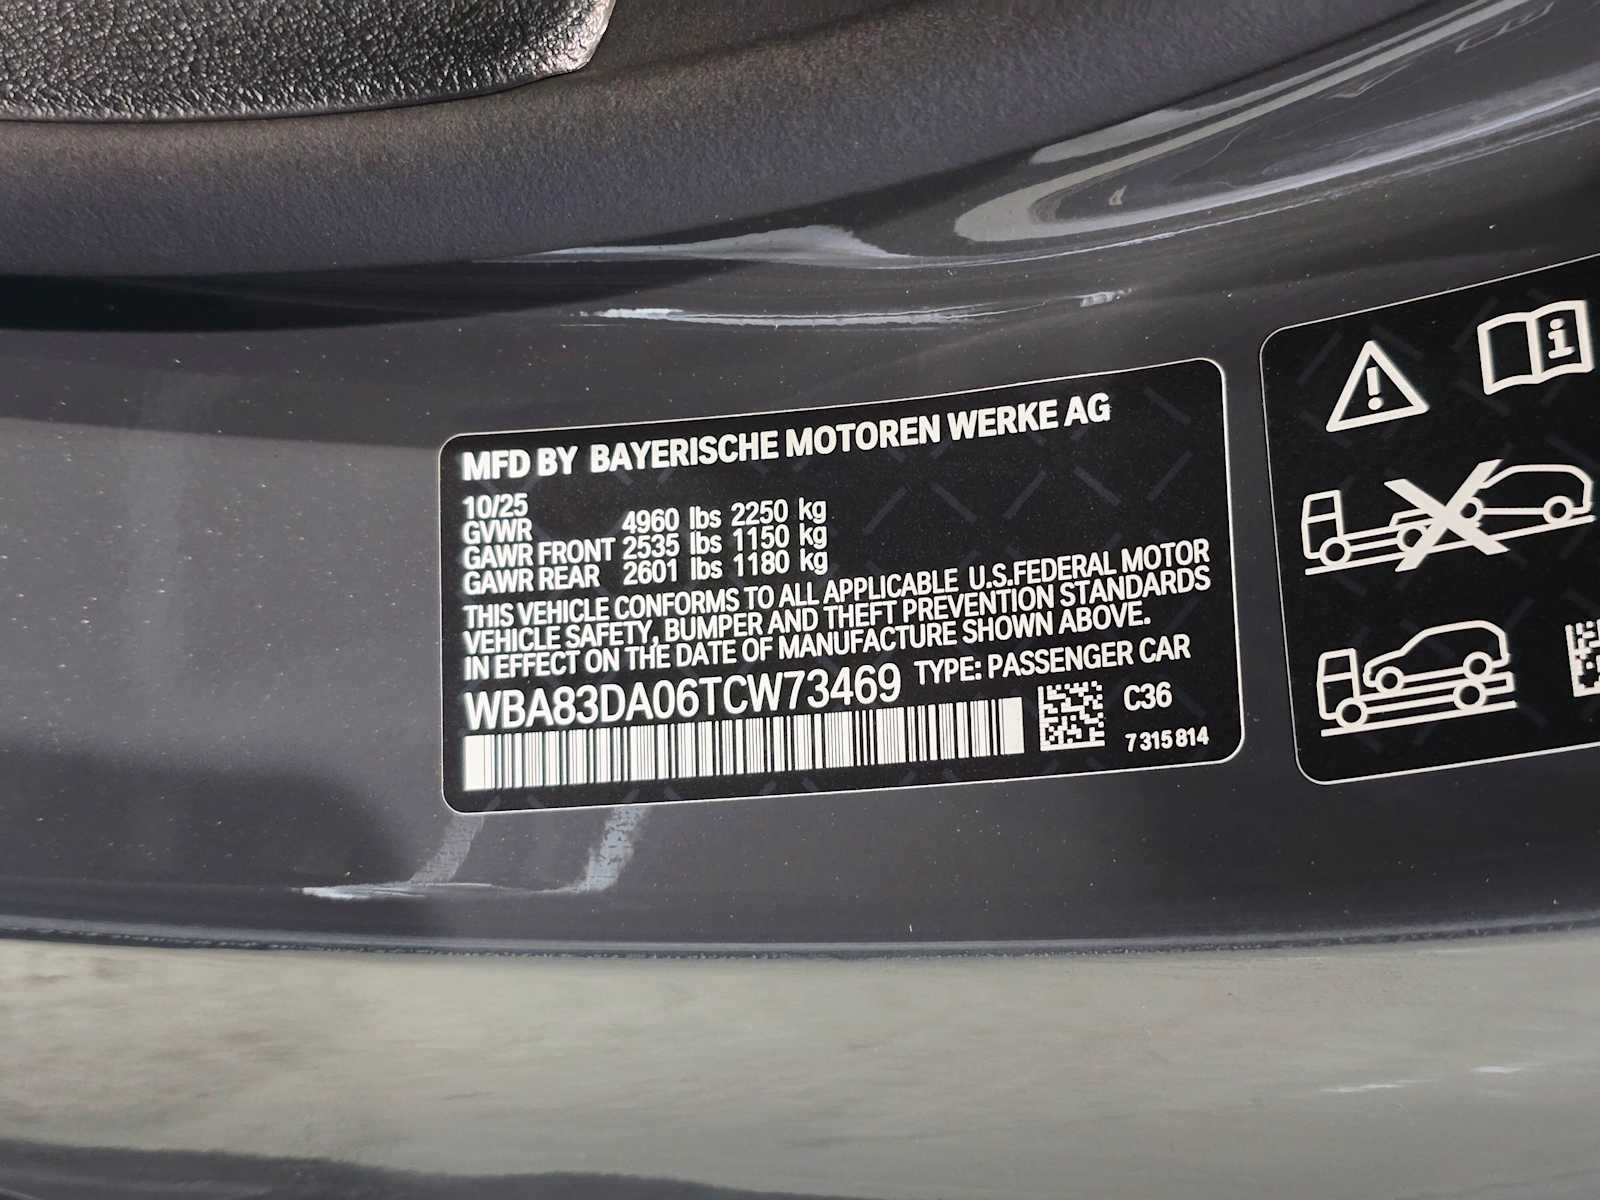 MFD BY BAYERISCHE MOTOREN WERKE AG
10/25
GVWR 4960 lbs 2250 kg
GAWR FRONT 2535 lbs 1150 kg
GAWR REAR 2601 lbs 1180 kg
THIS VEHICLE CONFORMS TO ALL APPLICABLE U.S.FEDERAL MOTOR
VEHICLE SAFETY, BUMPER AND THEFT PREVENTION STANDARDS
IN EFFECT ON THE DATE OF MANUFACTURE SHOWN ABOVE.
WBA83DA06TCW73469 TYPE: PASSENGER CAR
C36
7 315 814